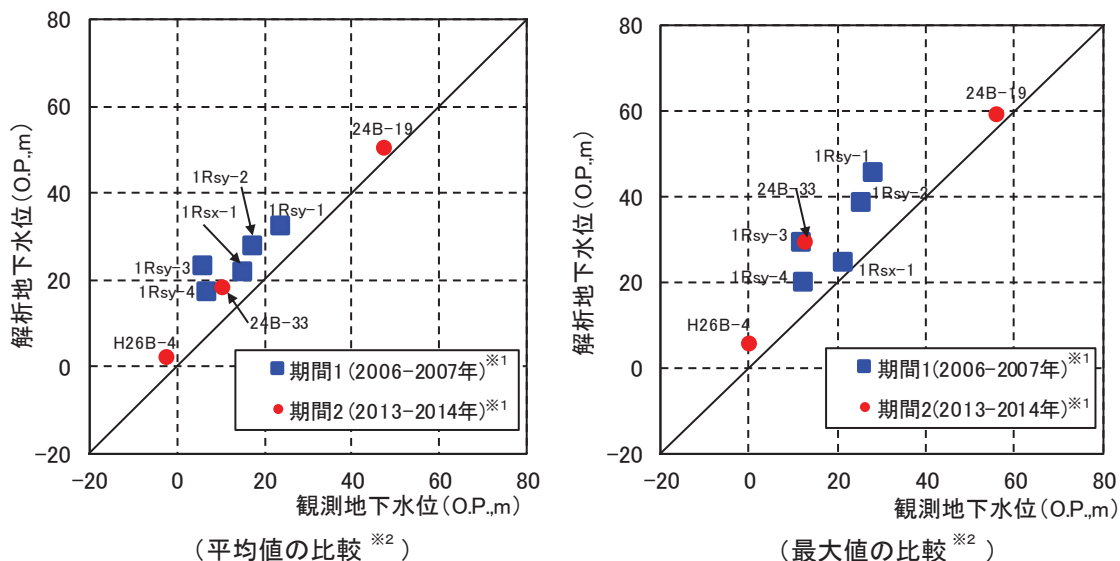 80
60
40
20
0
-20
-20 0 20 40 60 80
解析地下水位(O.P.,m)
観測地下水位(O.P.,m)
24B-19
1Rsy-2
1Rsx-1
1Rsy-1
1Rsy-3
1Rsy-4
24B-33
H26B-4
期間1(2006-2007年)※1
期間2(2013-2014年)※1
(平均値の比較 ※2)
80
60
40
20
0
-20
-20 0 20 40 60 80
解析地下水位(O.P.,m)
観測地下水位(O.P.,m)
24B-19
1Rsy-1
24B-33
1Rsy-2
1Rsy-3
1Rsy-4
1Rsx-1
H26B-4
期間1(2006-2007年)※1
期間2(2013-2014年)※1
(最大値の比較 ※2)